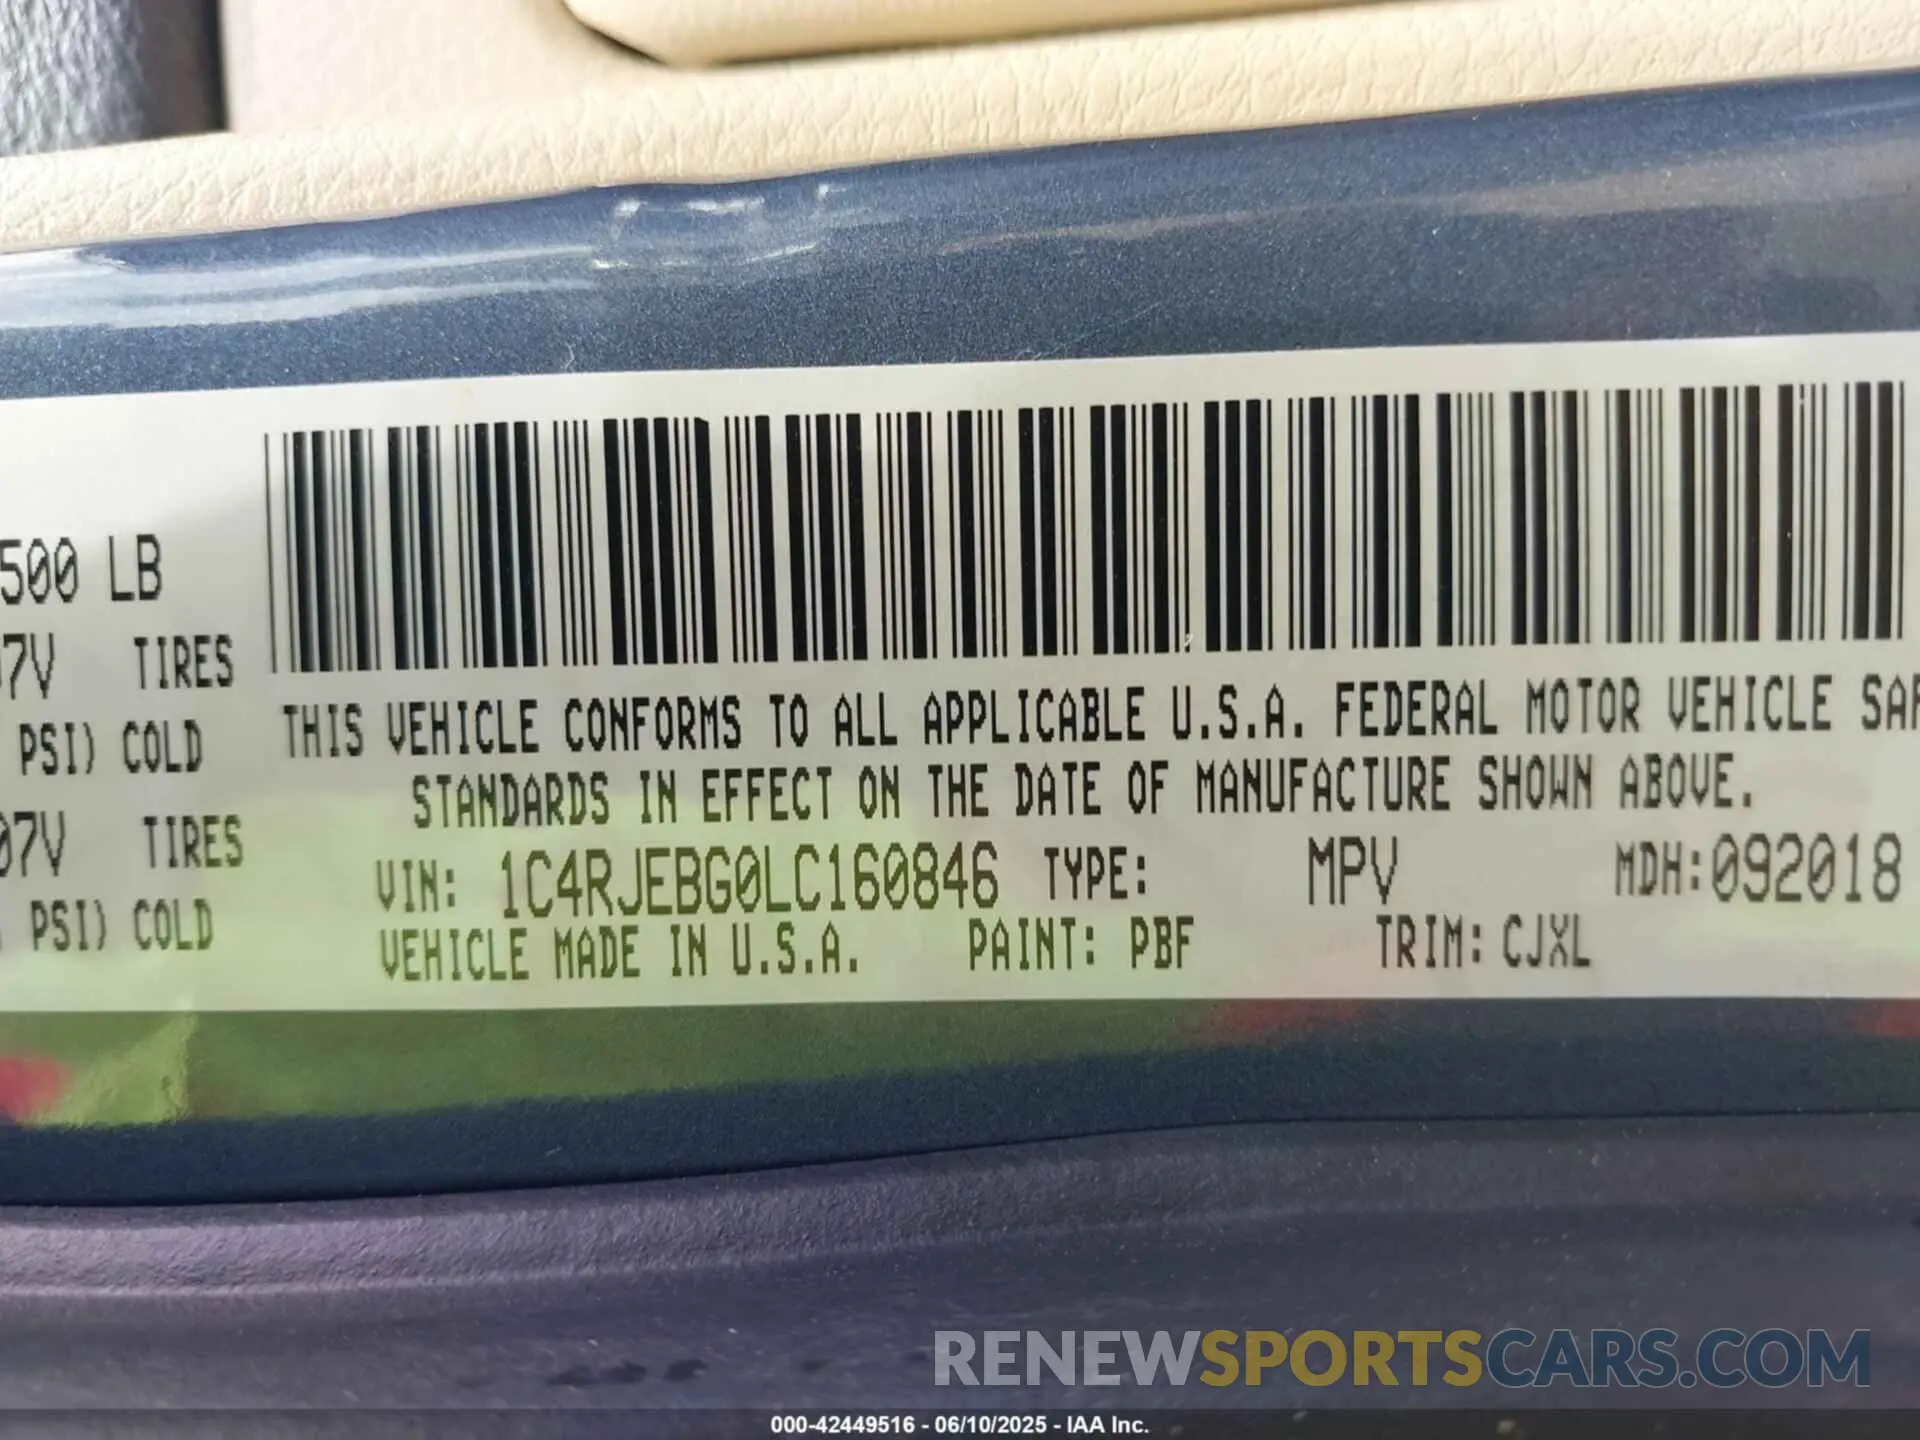 500 LB
7V TIRES
PSI) COLD
07V TIRES
PSI) COLD
THIS VEHICLE CONFORMS TO ALL APPLICABLE U.S.A. FEDERAL MOTOR VEHICLE SAF
STANDARDS IN EFFECT ON THE DATE OF MANUFACTURE SHOWN ABOVE.
VIN: 1C4RJEBG0LC160846 TYPE: MPV MDH:092018
VEHICLE MADE IN U.S.A. PAINT: PBF TRIM: CJXL
RENEWSPORTSCARS.COM
000-42449516 - 06/10/2025 - IAA Inc.